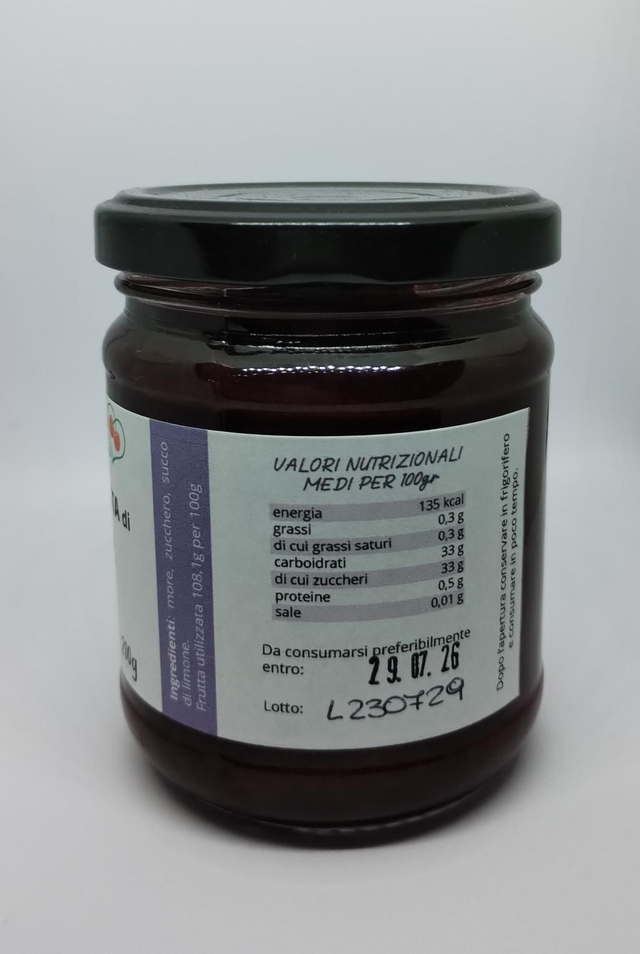 TA di
200g
Ingredienti: more, zucchero, succo
di limone.
Frutta utilizzata 108,1g per 100g
VALORI NUTRIZIONALI
MEDI PER 100gr
energia 135 kcal
grassi 0,3 g
di cui grassi saturi 0,3 g
carboidrati 33 g
di cui zuccheri 33 g
proteine 0,5 g
sale 0,01 g
Da consumarsi preferibilmente
entro: 29.07.26
Lotto: L230729
Dopo l'apertura conservare in frigorifero
e consumare in poco tempo.